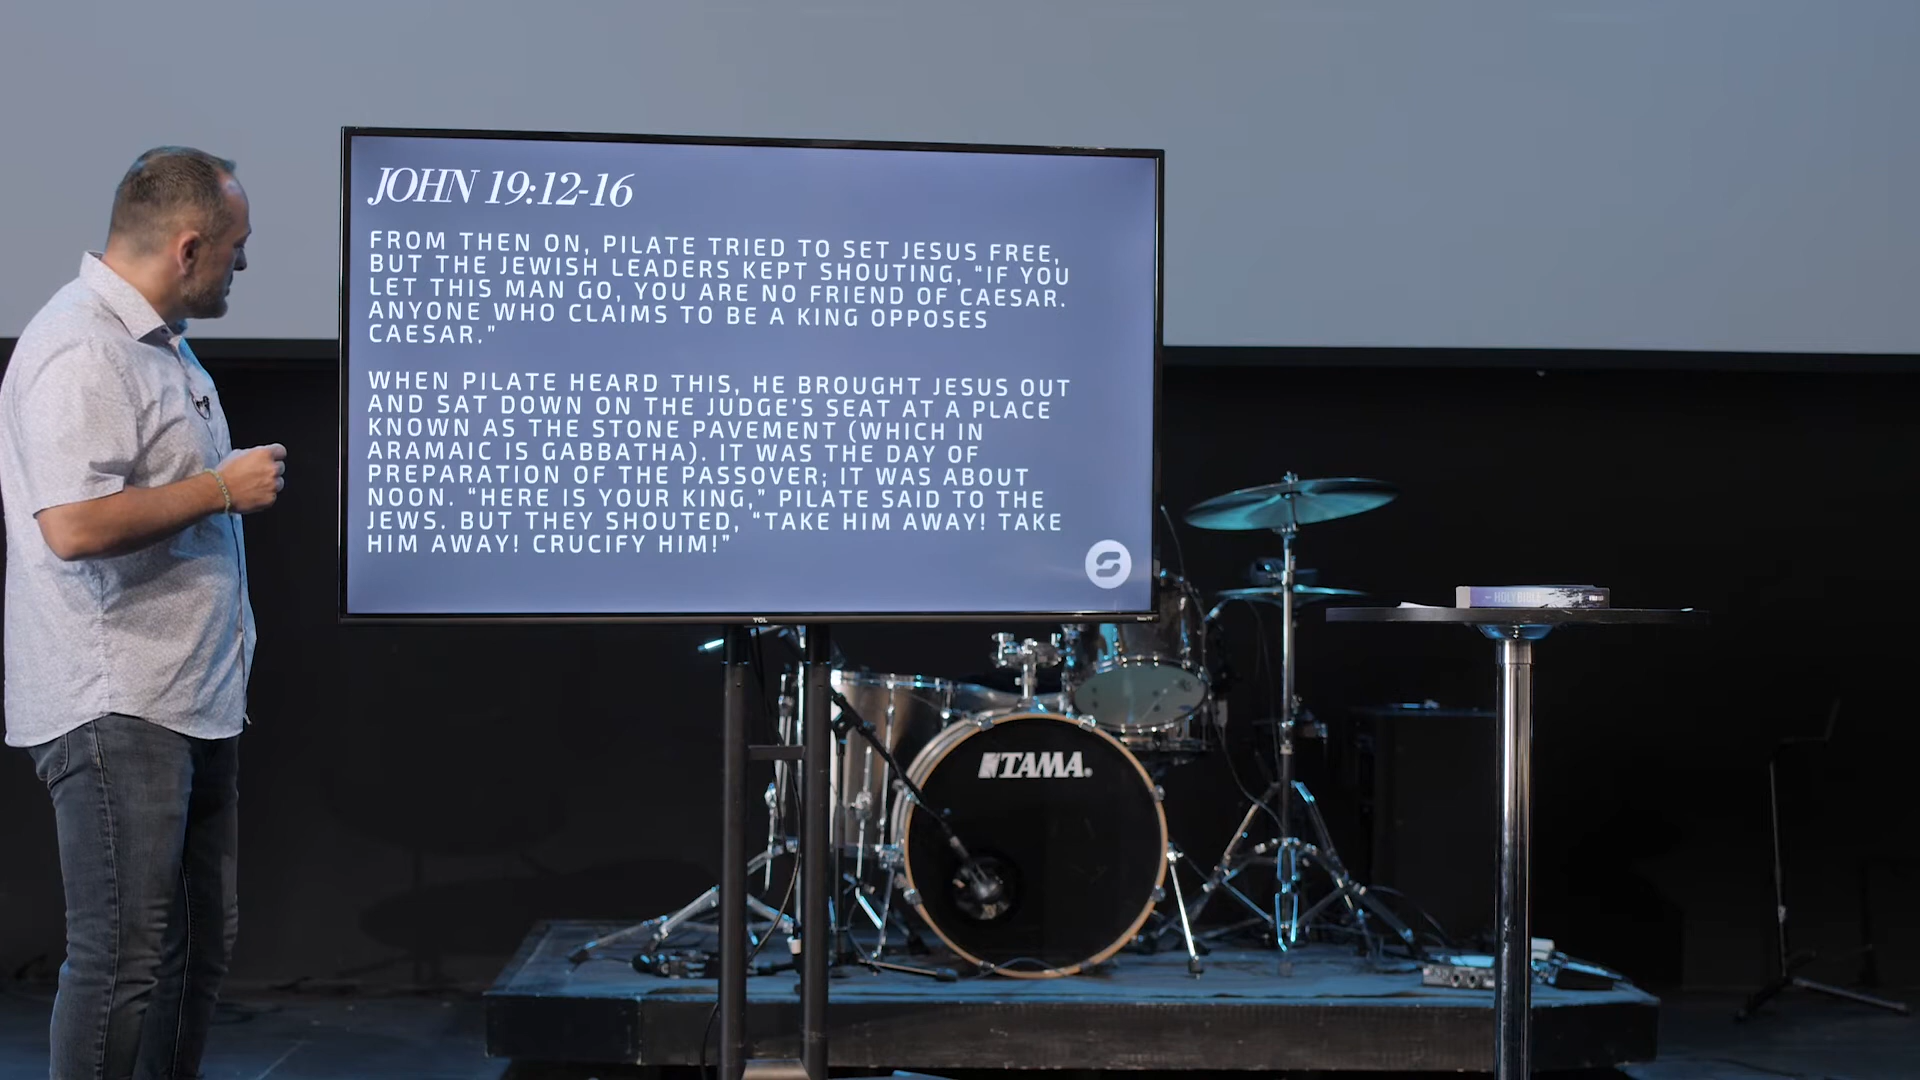 JOHN 19:12-16
FROM THEN ON, PILATE TRIED TO SET JESUS FREE,
BUT THE JEWISH LEADERS KEPT SHOUTING, “IF YOU
LET THIS MAN GO, YOU ARE NO FRIEND OF CAESAR.
ANYONE WHO CLAIMS TO BE A KING OPPOSES
CAESAR.”
WHEN PILATE HEARD THIS, HE BROUGHT JESUS OUT
AND SAT DOWN ON THE JUDGE’S SEAT AT A PLACE
KNOWN AS THE STONE PAVEMENT (WHICH IN
ARAMAIC IS GABBATHA). IT WAS THE DAY OF
PREPARATION OF THE PASSOVER; IT WAS ABOUT
NOON. “HERE IS YOUR KING,” PILATE SAID TO THE
JEWS. BUT THEY SHOUTED, “TAKE HIM AWAY! TAKE
HIM AWAY! CRUCIFY HIM!”
TCL
HOLY BIBLE
TAMA